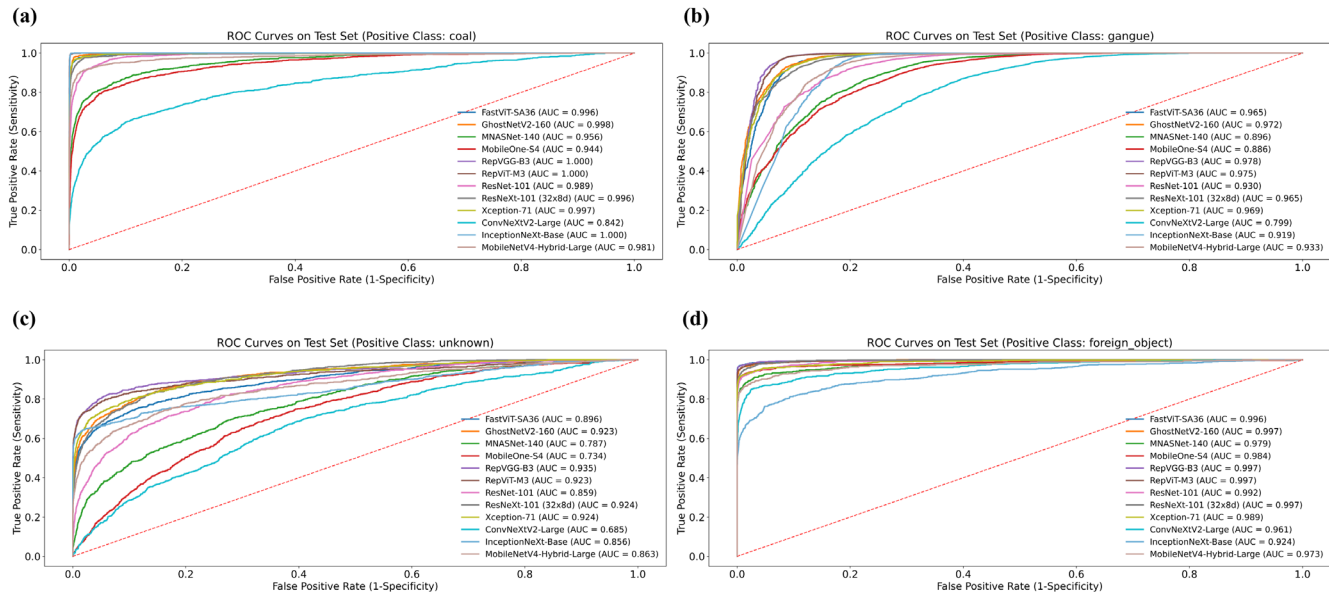 (a)
ROC Curves on Test Set (Positive Class: coal)
True Positive Rate (Sensitivity)
1.0
0.8
0.6
0.4
0.2
0.0
FastViT-SA36 (AUC = 0.996)
GhostNetV2-160 (AUC = 0.998)
MNASNet-140 (AUC = 0.956)
MobileOne-S4 (AUC = 0.944)
RepVGG-B3 (AUC = 1.000)
RepViT-M3 (AUC = 1.000)
ResNet-101 (AUC = 0.989)
ResNeXt-101 (32x8d) (AUC = 0.996)
Xception-71 (AUC = 0.997)
ConvNeXtV2-Large (AUC = 0.842)
InceptionNeXt-Base (AUC = 1.000)
MobileNetV4-Hybrid-Large (AUC = 0.981)
0.0 0.2 0.4 0.6 0.8 1.0
False Positive Rate (1-Specificity)
(b)
ROC Curves on Test Set (Positive Class: gangue)
True Positive Rate (Sensitivity)
1.0
0.8
0.6
0.4
0.2
0.0
FastViT-SA36 (AUC = 0.965)
GhostNetV2-160 (AUC = 0.972)
MNASNet-140 (AUC = 0.896)
MobileOne-S4 (AUC = 0.886)
RepVGG-B3 (AUC = 0.978)
RepViT-M3 (AUC = 0.975)
ResNet-101 (AUC = 0.930)
ResNeXt-101 (32x8d) (AUC = 0.965)
Xception-71 (AUC = 0.969)
ConvNeXtV2-Large (AUC = 0.799)
InceptionNeXt-Base (AUC = 0.919)
MobileNetV4-Hybrid-Large (AUC = 0.933)
0.0 0.2 0.4 0.6 0.8 1.0
False Positive Rate (1-Specificity)
(c)
ROC Curves on Test Set (Positive Class: unknown)
True Positive Rate (Sensitivity)
1.0
0.8
0.6
0.4
0.2
0.0
FastViT-SA36 (AUC = 0.896)
GhostNetV2-160 (AUC = 0.923)
MNASNet-140 (AUC = 0.787)
MobileOne-S4 (AUC = 0.734)
RepVGG-B3 (AUC = 0.935)
RepViT-M3 (AUC = 0.923)
ResNet-101 (AUC = 0.859)
ResNeXt-101 (32x8d) (AUC = 0.924)
Xception-71 (AUC = 0.924)
ConvNeXtV2-Large (AUC = 0.685)
InceptionNeXt-Base (AUC = 0.856)
MobileNetV4-Hybrid-Large (AUC = 0.863)
0.0 0.2 0.4 0.6 0.8 1.0
False Positive Rate (1-Specificity)
(d)
ROC Curves on Test Set (Positive Class: foreign_object)
True Positive Rate (Sensitivity)
1.0
0.8
0.6
0.4
0.2
0.0
FastViT-SA36 (AUC = 0.996)
GhostNetV2-160 (AUC = 0.997)
MNASNet-140 (AUC = 0.979)
MobileOne-S4 (AUC = 0.984)
RepVGG-B3 (AUC = 0.997)
RepViT-M3 (AUC = 0.997)
ResNet-101 (AUC = 0.992)
ResNeXt-101 (32x8d) (AUC = 0.997)
Xception-71 (AUC = 0.989)
ConvNeXtV2-Large (AUC = 0.961)
InceptionNeXt-Base (AUC = 0.924)
MobileNetV4-Hybrid-Large (AUC = 0.973)
0.0 0.2 0.4 0.6 0.8 1.0
False Positive Rate (1-Specificity)